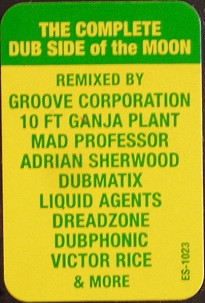 THE COMPLETE
DUB SIDE of the MOON
REMIXED BY
GROOVE CORPORATION
10 FT GANJA PLANT
MAD PROFESSOR
ADRIAN SHERWOOD
DUBMATIX
LIQUID AGENTS
DREADZONE
DUBPHONIC
VICTOR RICE
& MORE
ES-1023